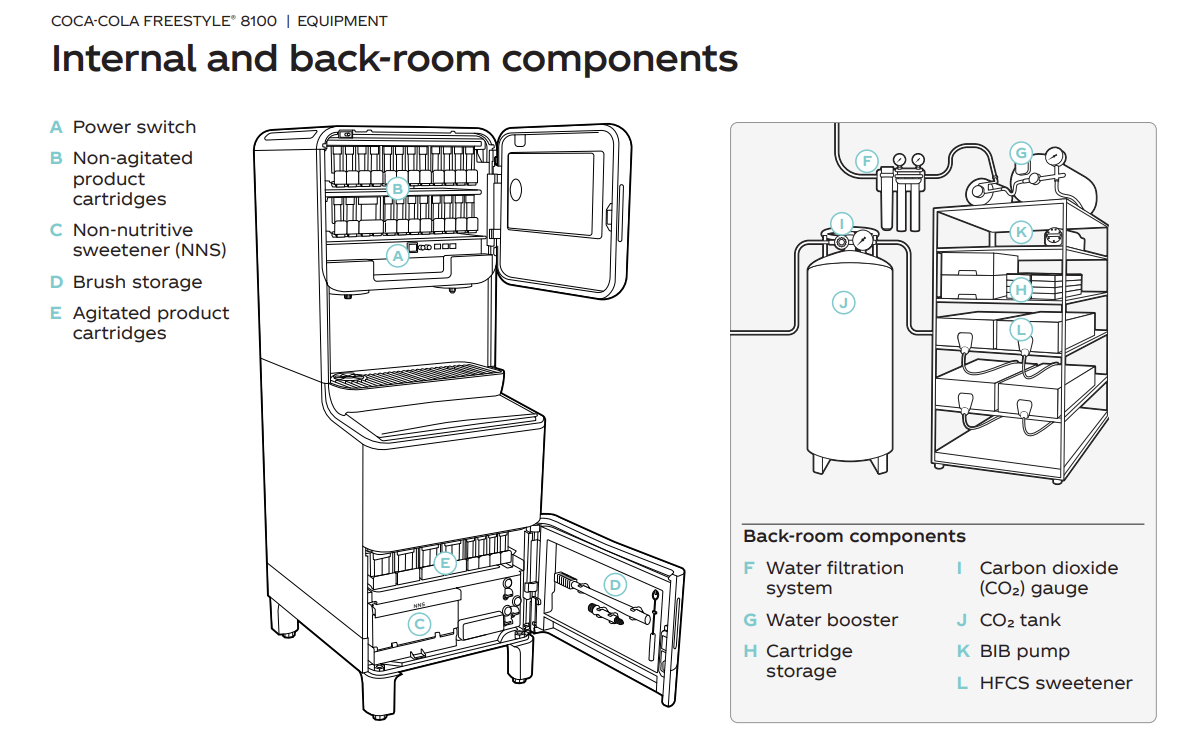 COCA-COLA FREESTYLE® 8100 | EQUIPMENT
Internal and back-room components
A Power switch
B Non-agitated
product
cartridges
C Non-nutritive
sweetener (NNS)
D Brush storage
E Agitated product
cartridges
B
A
E
D
NNS
C
F
G
I
K
H
J
L
Back-room components
F Water filtration
system
G Water booster
H Cartridge
storage
I Carbon dioxide
(CO₂) gauge
J CO₂ tank
K BIB pump
L HFCS sweetener